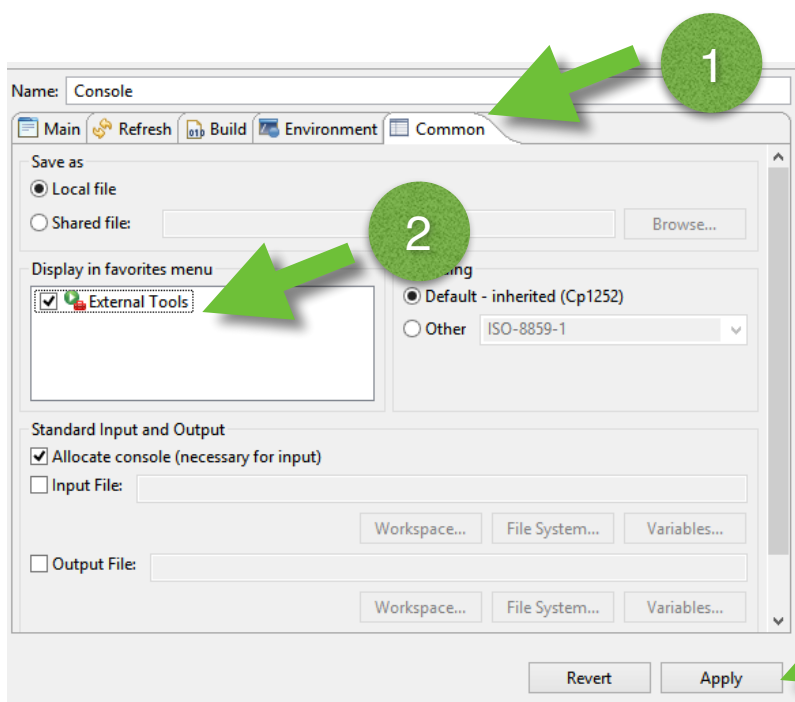 1
Name: Console
Main Refresh Build Environment Common
Save as
Local file
Shared file: Browse...
2
Display in favorites menu
External Tools
Default - inherited (Cp1252)
Other ISO-8859-1
Standard Input and Output
Allocate console (necessary for input)
Input File:
Workspace... File System... Variables...
Output File:
Workspace... File System... Variables...
Revert Apply